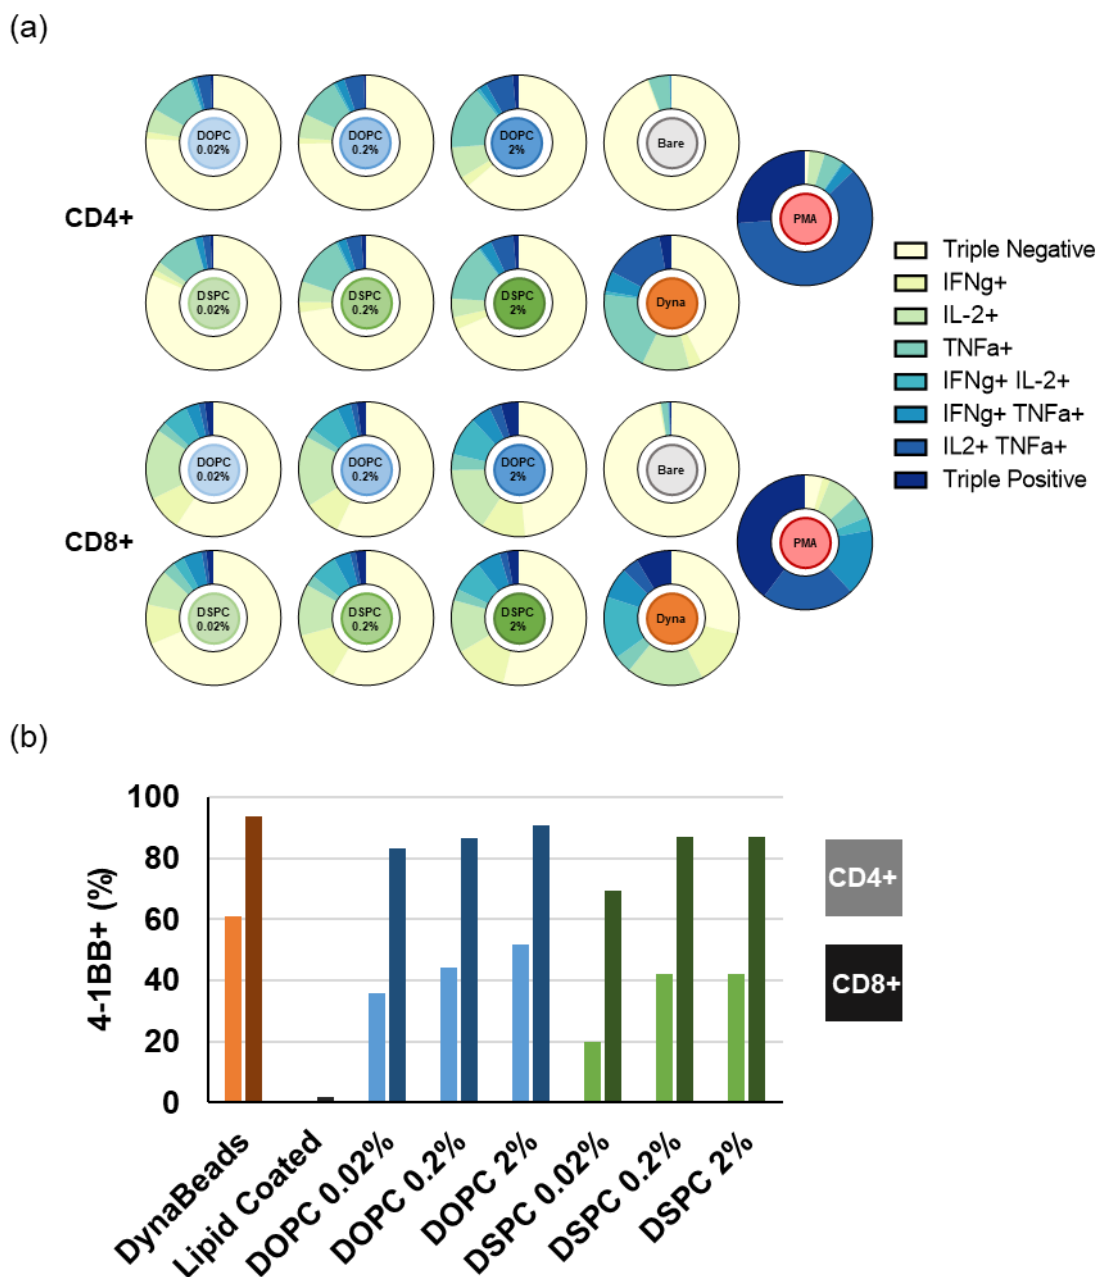 (a)
DOPC
0.02%
DOPC
0.2%
DOPC
2%
Bare
CD4+
PMA
DSPC
0.02%
DSPC
0.2%
DSPC
2%
Dyna
Triple Negative
IFNg+
IL-2+
TNFa+
IFNg+ IL-2+
IFNg+ TNFa+
IL2+ TNFa+
Triple Positive
DOPC
0.02%
DOPC
0.2%
DOPC
2%
Bare
CD8+
PMA
DSPC
0.02%
DSPC
0.2%
DSPC
2%
Dyna
(b)
4-1BB+ (%)
100
80
60
40
20
0
DynaBeads
Lipid Coated
DOPC 0.02%
DOPC 0.2%
DOPC 2%
DSPC 0.02%
DSPC 0.2%
DSPC 2%
CD4+
CD8+